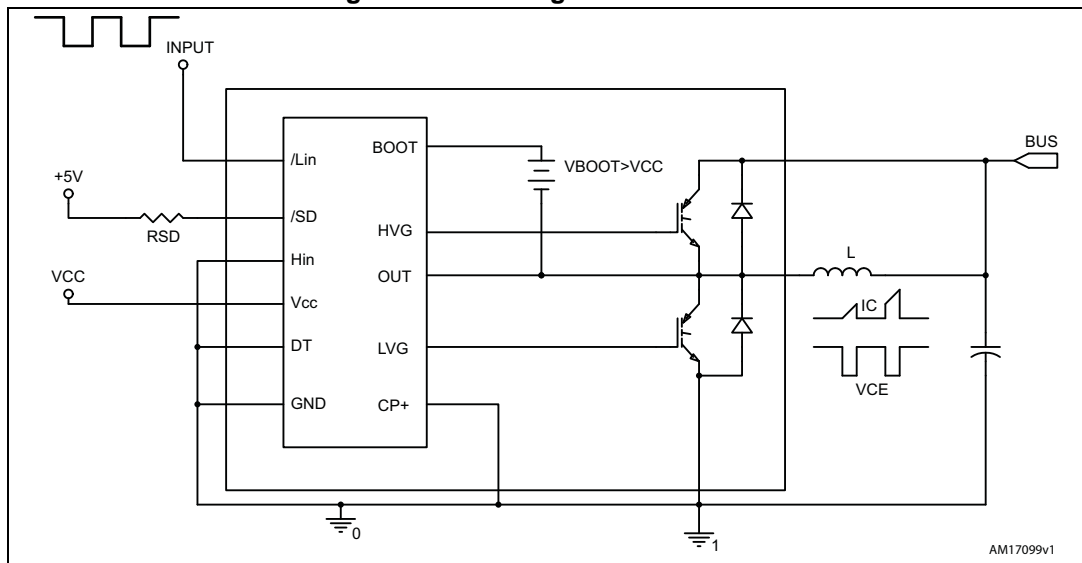 INPUT
BUS
/Lin
BOOT
VBOOT>VCC
+5V
/SD
RSD
HVG
Hin
OUT
L
VCC
Vcc
IC
DT
LVG
VCE
GND
CP+
0
1
AM17099v1